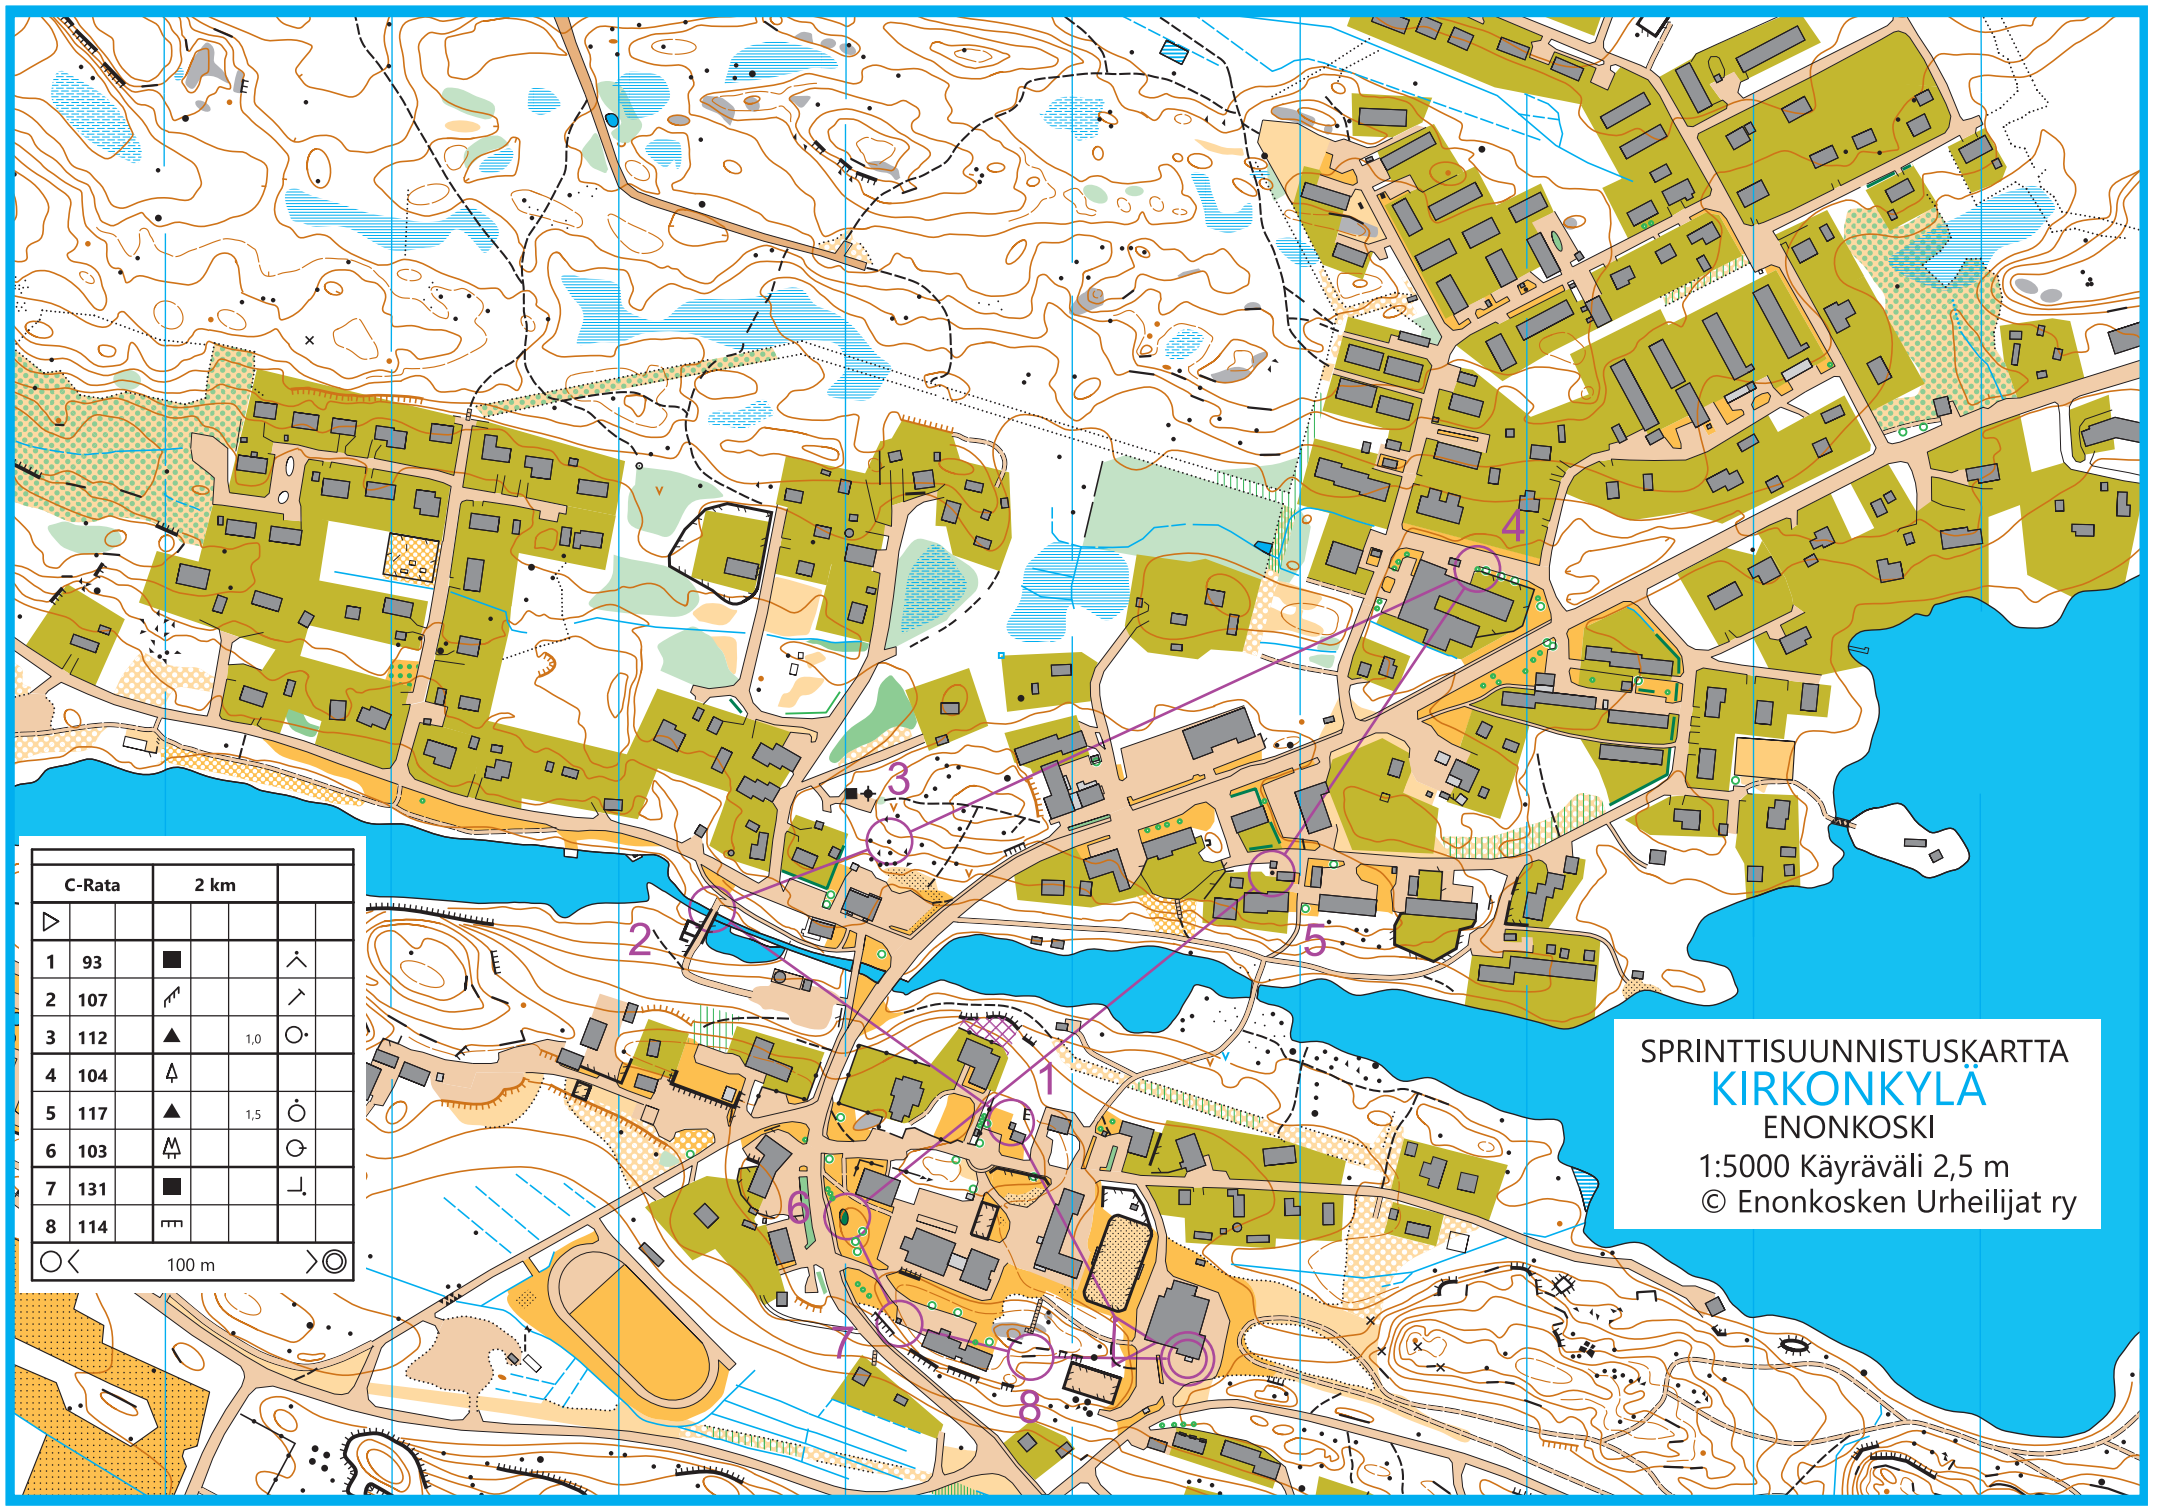 4
3
2
5
1
6
7
8
C-Rata 2 km
1 93
2 107
3 112 1,0
4 104
5 117 1,5
6 103
7 131
8 114
100 m
SPRINTTISUUNNISTUSKARTTA
KIRKONKYLÄ
ENONKOSKI
1:5000 Käyräväli 2,5 m
© Enonkosken Urheilijat ry